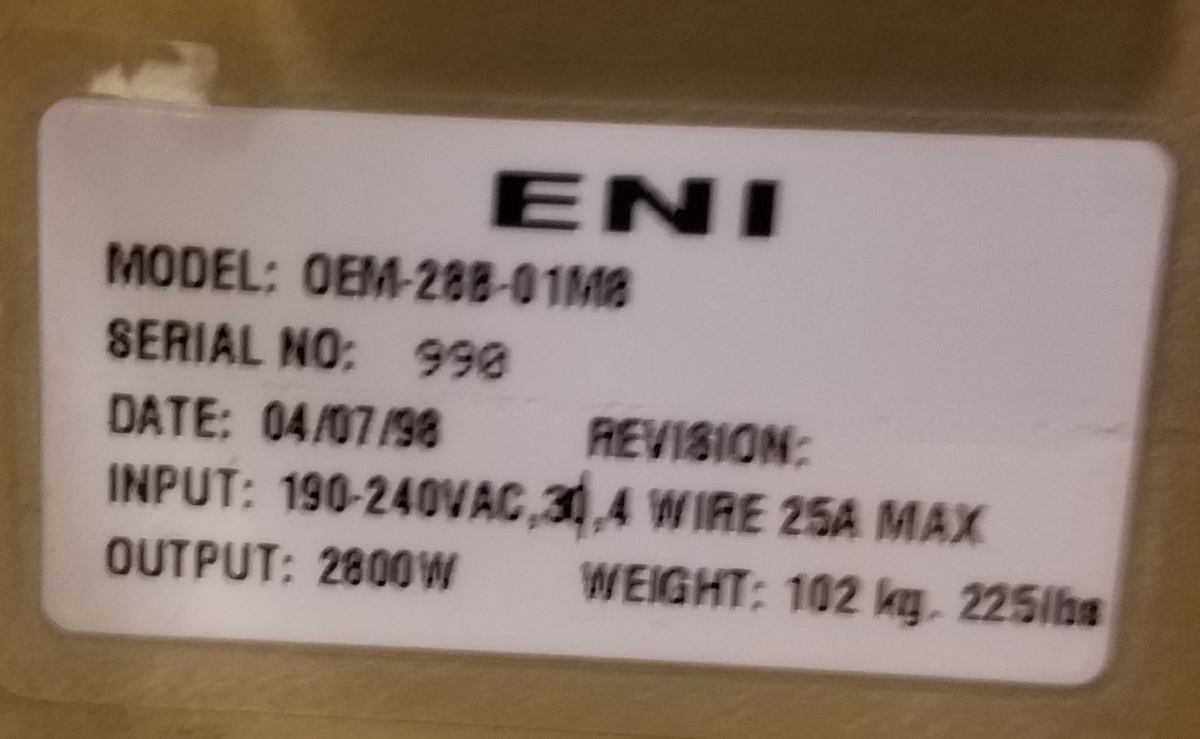 ENI
MODEL: OEM-28B-01M8
SERIAL NO: 990
DATE: 04/07/98 REVISION:
INPUT: 190-240VAC,3ϕ,4 WIRE 25A MAX
OUTPUT: 2800W WEIGHT: 102 kg. 225lbs